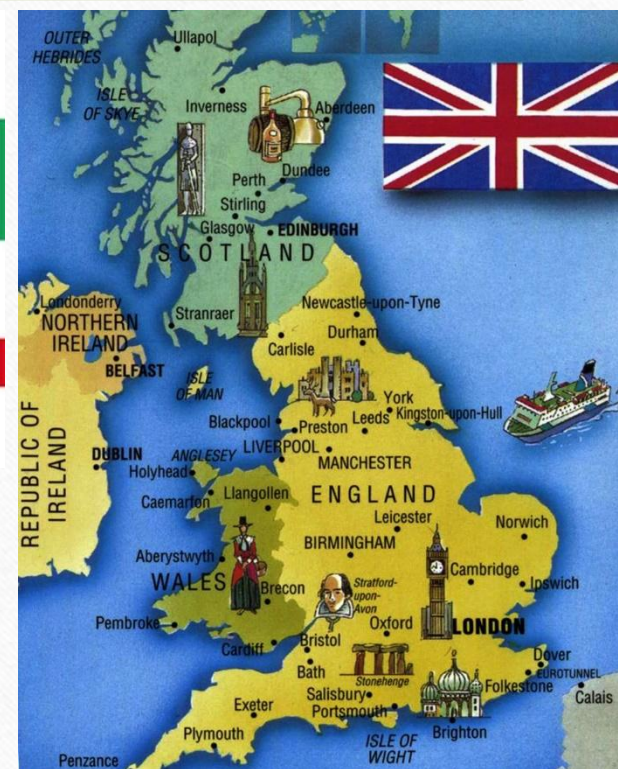 OUTER
HEBRIDES
Ullapol
ISLE
OF SKYE
Inverness
Aberdeen
Dundee
Perth
Stirling
Glasgow
EDINBURGH
SCOTLAND
Londonderry
NORTHERN
IRELAND
BELFAST
Stranraer
Newcastle-upon-Tyne
Durham
Carlisle
ISLE
OF MAN
York
Kingston-upon-Hull
Blackpool
Preston
Leeds
REPUBLIC OF
IRELAND
DUBLIN
ANGLESEY
LIVERPOOL
MANCHESTER
Holyhead
Caernarfon
Llangollen
ENGLAND
Leicester
Norwich
BIRMINGHAM
Aberystwyth
WALES
Cambridge
Ipswich
Brecon
Stratford-
upon-
Avon
Pembroke
Oxford
LONDON
Cardiff
Bristol
Bath
Stonehenge
Dover
EUROTUNNEL
Folkestone
Calais
Salisbury
Portsmouth
Exeter
Brighton
Plymouth
ISLE OF
WIGHT
Penzance